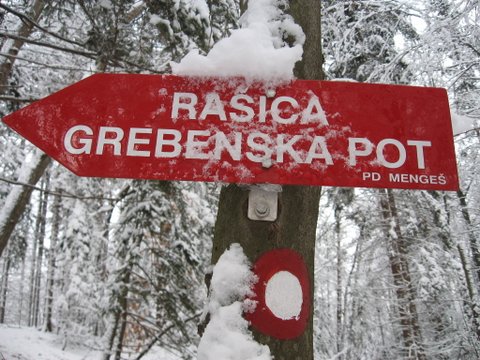 RAŠICA
GREBENSKA POT
PD MENGEŠ